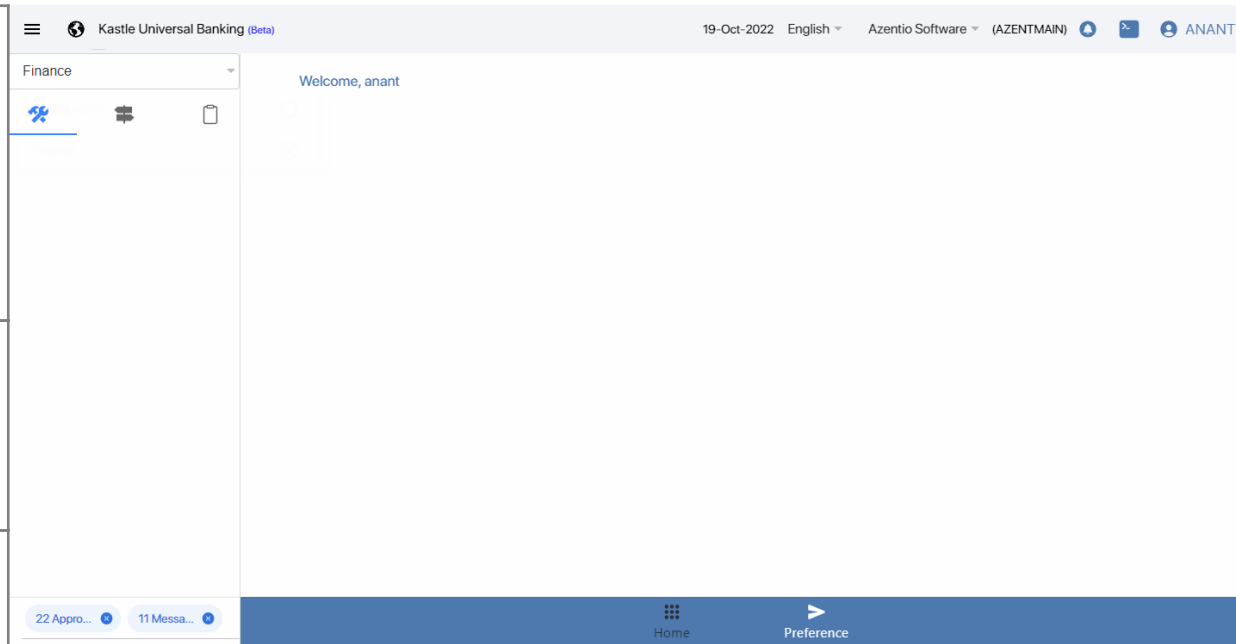 Kastle Universal Banking (Beta) 19-Oct-2022 English Azentio Software (AZENTMAIN) ANANT
Finance
Welcome, anant
22 Appro... 11 Messa...
Home Preference